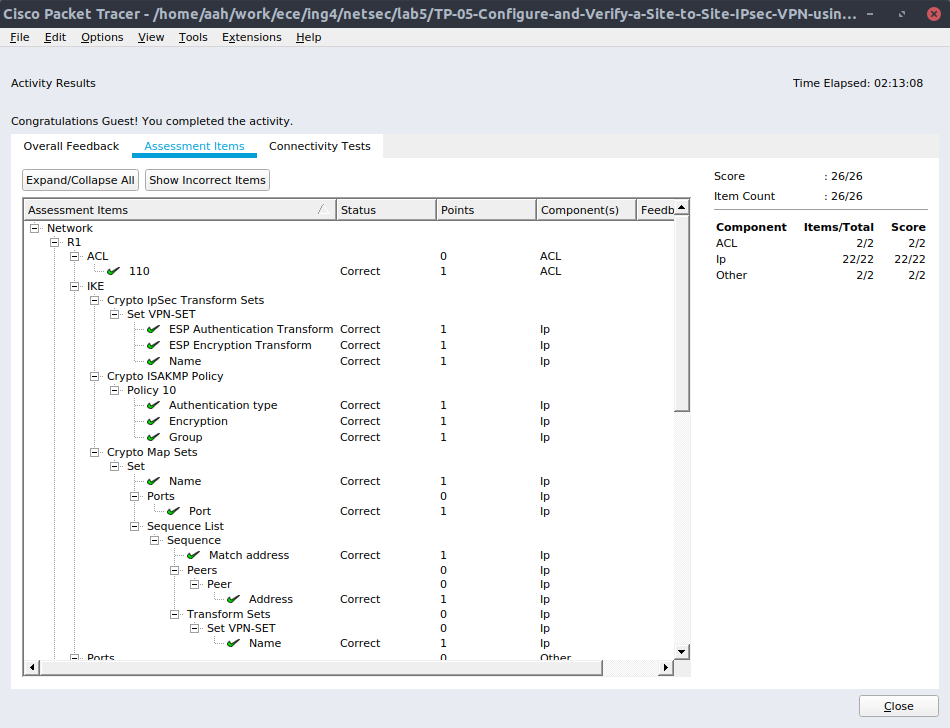 Cisco Packet Tracer - /home/aah/work/ece/ing4/netsec/lab5/TP-05-Configure-and-Verify-a-Site-to-Site-IPsec-VPN-usin...
File Edit Options View Tools Extensions Help
Activity Results Time Elapsed: 02:13:08
Congratulations Guest! You completed the activity.
Overall Feedback Assessment Items Connectivity Tests
Expand/Collapse All Show Incorrect Items
Assessment Items Status Points Component(s) Feedb
Network
R1
ACL 0 ACL
110 Correct 1 ACL
IKE
Crypto IpSec Transform Sets
Set VPN-SET
ESP Authentication Transform Correct 1 Ip
ESP Encryption Transform Correct 1 Ip
Name Correct 1 Ip
Crypto ISAKMP Policy
Policy 10
Authentication type Correct 1 Ip
Encryption Correct 1 Ip
Group Correct 1 Ip
Crypto Map Sets
Set
Name Correct 1 Ip
Ports 0 Ip
Port Correct 1 Ip
Sequence List
Sequence
Match address Correct 1 Ip
Peers 0 Ip
Peer 0 Ip
Address Correct 1 Ip
Transform Sets 0 Ip
Set VPN-SET 0 Ip
Name Correct 1 Ip
Ports 0 Other
Score : 26/26
Item Count : 26/26
Component Items/Total Score
ACL 2/2 2/2
Ip 22/22 22/22
Other 2/2 2/2
Close